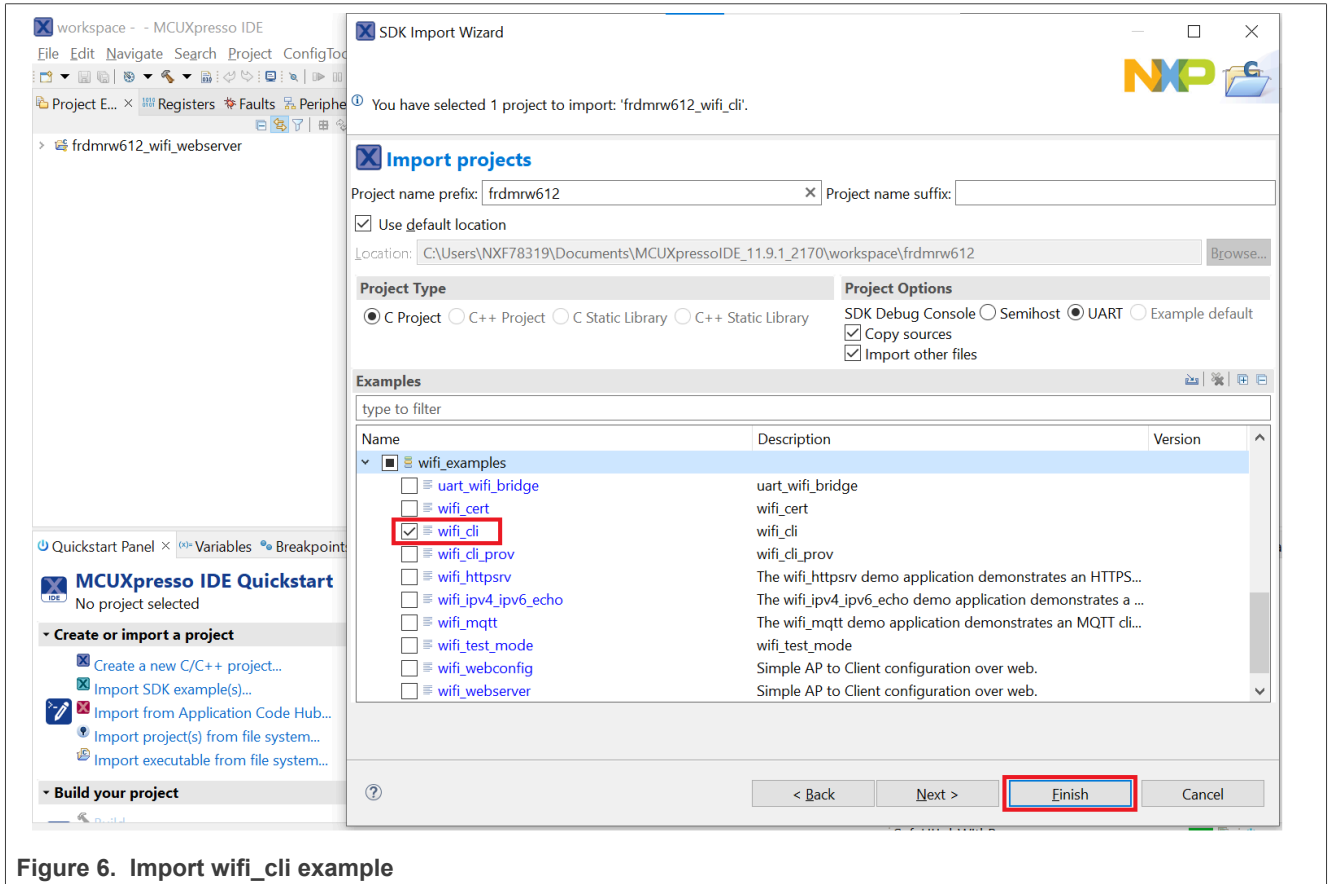 workspace - - MCUXpresso IDE
File Edit Navigate Search Project ConfigToo
Project E... Registers Faults Periphe
frdmrw612_wifi_webserver
Quickstart Panel (x)= Variables Breakpoint
IDE
MCUXpresso IDE Quickstart
No project selected
Create or import a project
Create a new C/C++ project...
Import SDK example(s)...
Import from Application Code Hub...
Import project(s) from file system...
Import executable from file system...
Build your project
SDK Import Wizard
NXP
You have selected 1 project to import: 'frdmrw612_wifi_cli'.
Import projects
Project name prefix: frdmrw612 Project name suffix:
Use default location
Location: C:\Users\NXF78319\Documents\MCUXpressoIDE_11.9.1_2170\workspace\frdmrw612 Browse...
Project Type Project Options
C Project C++ Project C Static Library C++ Static Library
SDK Debug Console Semihost UART Example default
Copy sources
Import other files
Examples
type to filter
Name Description Version
wifi_examples
uart_wifi_bridge uart_wifi_bridge
wifi_cert wifi_cert
wifi_cli wifi_cli
wifi_cli_prov wifi_cli_prov
wifi_httpsrv The wifi_httpsrv demo application demonstrates an HTTPS...
wifi_ipv4_ipv6_echo The wifi_ipv4_ipv6_echo demo application demonstrates a ...
wifi_mqtt The wifi_mqtt demo application demonstrates an MQTT cli...
wifi_test_mode wifi_test_mode
wifi_webconfig Simple AP to Client configuration over web.
wifi_webserver Simple AP to Client configuration over web.
< Back Next > Finish Cancel
Figure 6. Import wifi_cli example